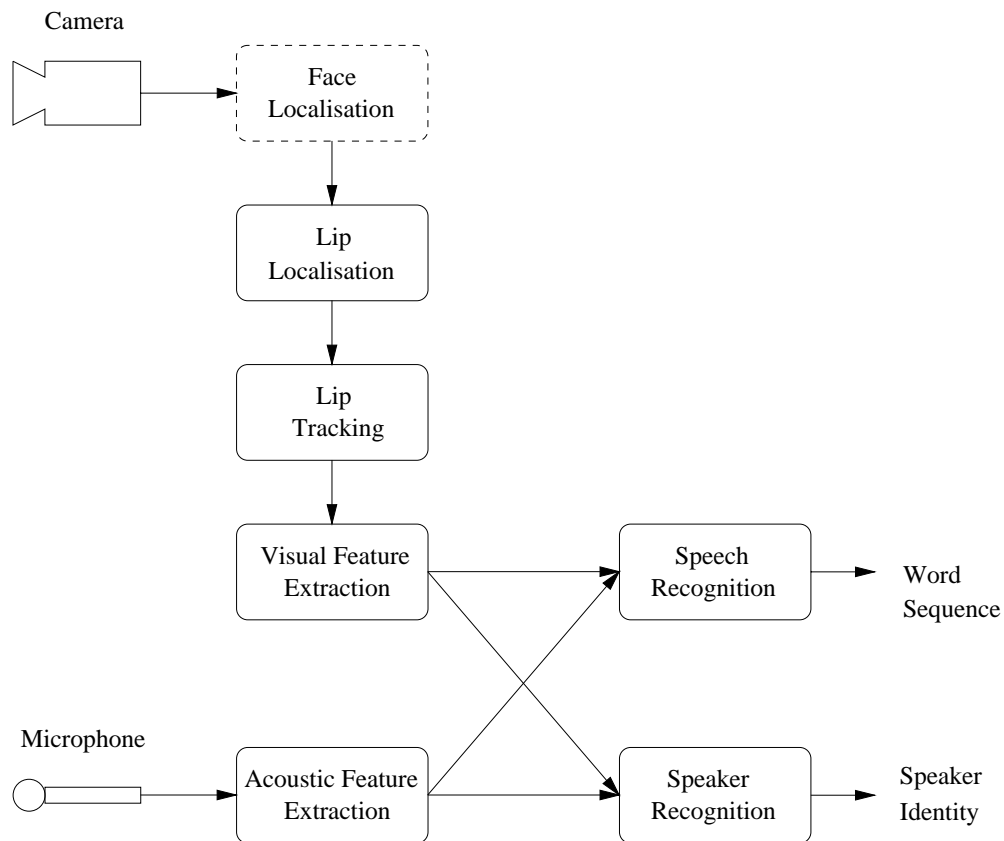 Camera
Face
Localisation
Lip
Localisation
Lip
Tracking
Visual Feature
Extraction
Speech
Recognition
Word
Sequence
Microphone
Acoustic Feature
Extraction
Speaker
Recognition
Speaker
Identity